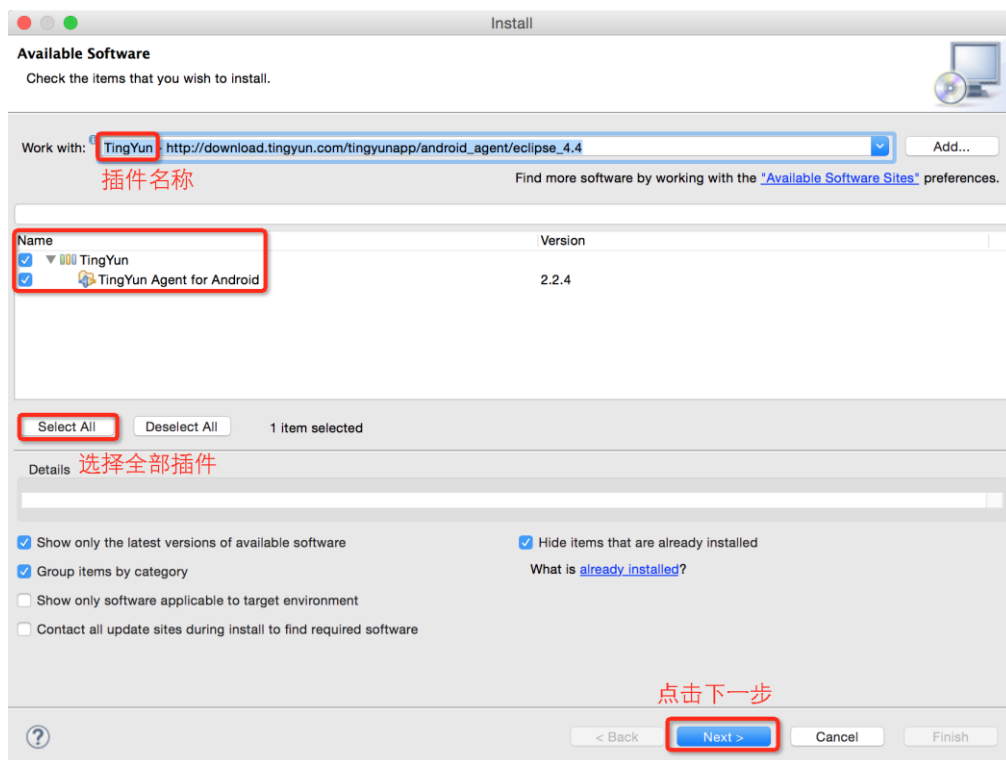 Install
Available Software
Check the items that you wish to install.
Work with: TingYun - http://download.tingyun.com/tingyunapp/android_agent/eclipse_4.4 Add...
插件名称
Find more software by working with the "Available Software Sites" preferences.
Name Version
TingYun
TingYun Agent for Android 2.2.4
Select All Deselect All 1 item selected
选择全部插件
Details
Show only the latest versions of available software Hide items that are already installed
Group items by category What is already installed?
Show only software applicable to target environment
Contact all update sites during install to find required software
点击下一步
? < Back Next > Cancel Finish